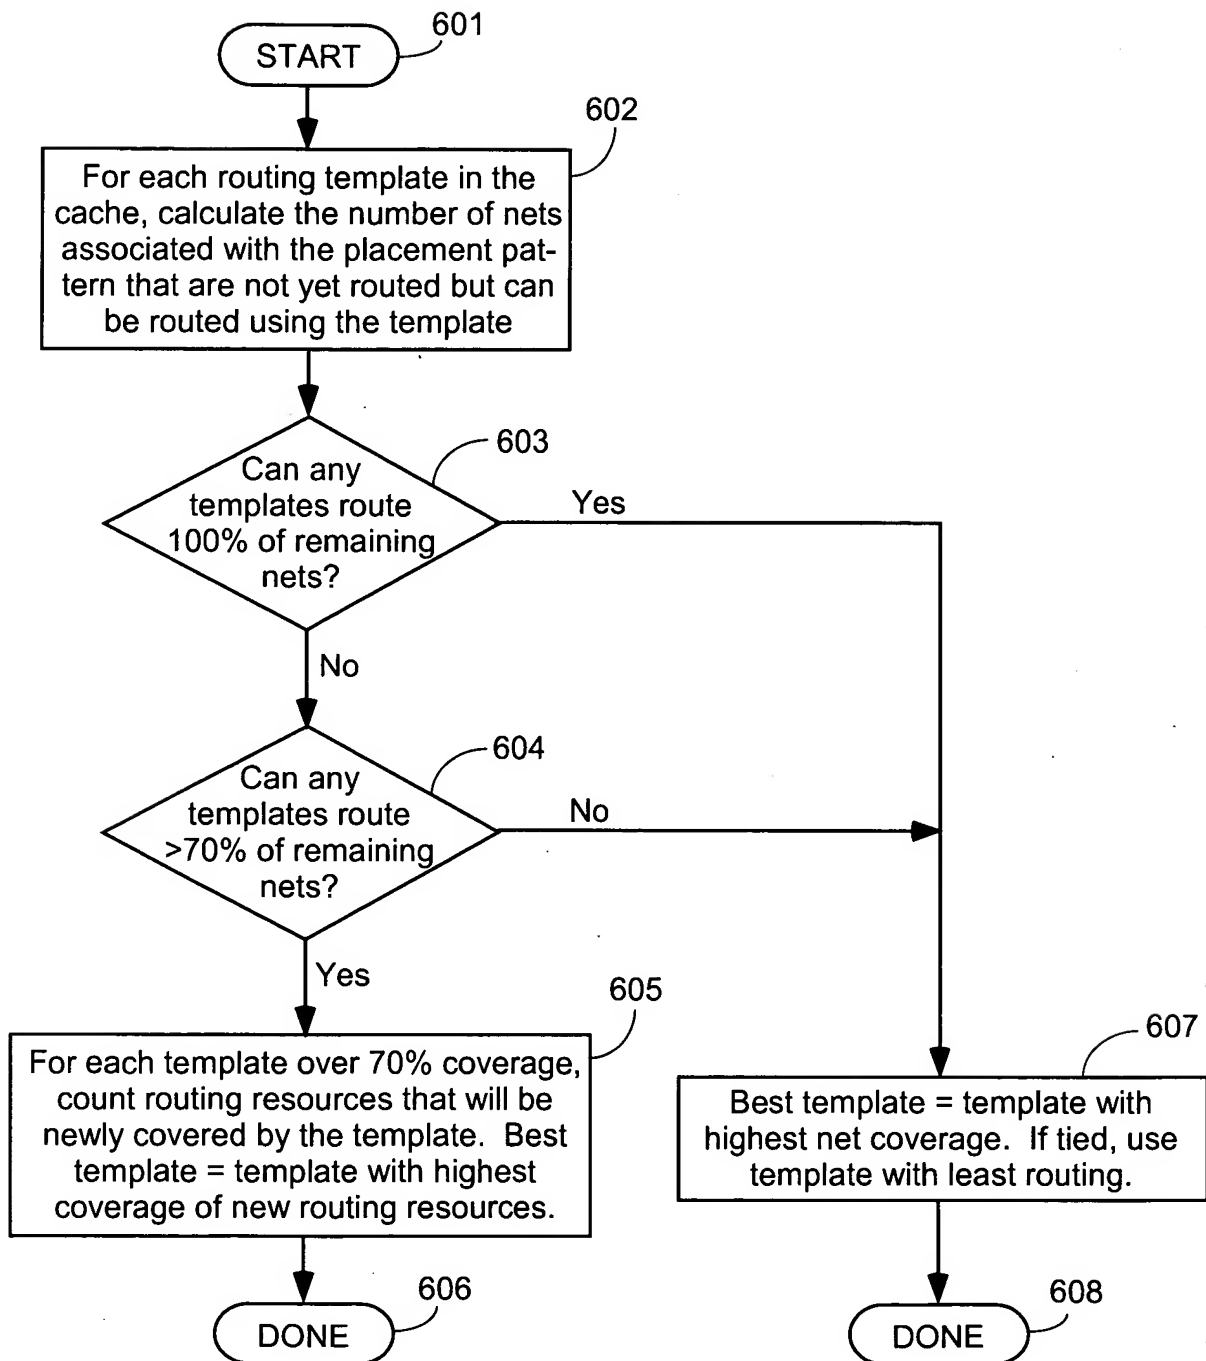 601
START
602
For each routing template in the
cache, calculate the number of nets
associated with the placement pat-
tern that are not yet routed but can
be routed using the template
603
Can any
templates route
100% of remaining
nets?
Yes
No
604
Can any
templates route
>70% of remaining
nets?
No
Yes
605
For each template over 70% coverage,
count routing resources that will be
newly covered by the template. Best
template = template with highest
coverage of new routing resources.
607
Best template = template with
highest net coverage. If tied, use
template with least routing.
606
DONE
608
DONE